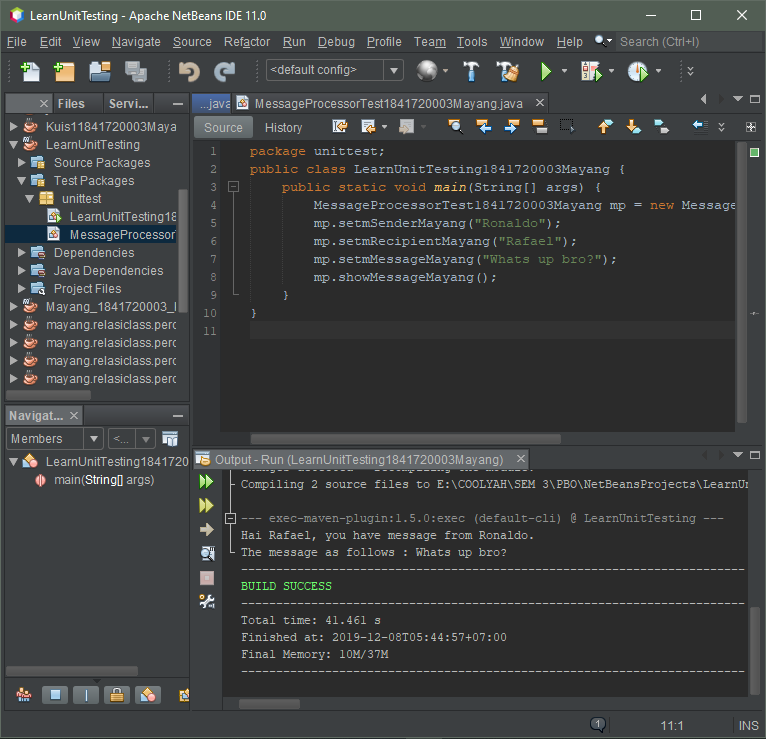 LearnUnitTesting - Apache NetBeans IDE 11.0
File Edit View Navigate Source Refactor Run Debug Profile Team Tools Window Help Search (Ctrl+I)
<default config>
Files Servi...
Kuis11841720003Maya
LearnUnitTesting
Source Packages
Test Packages
unittest
LearnUnitTesting18
MessageProcessorT
Dependencies
Java Dependencies
Project Files
Mayang_1841720003_
mayang.relasiclass.perc
mayang.relasiclass.perc
mayang.relasiclass.perc
mayang.relasiclass.perc
...java MessageProcessorTest1841720003Mayang.java
Source History
1 package unittest;
2 public class LearnUnitTesting1841720003Mayang {
3 public static void main(String[] args) {
4 MessageProcessorTest1841720003Mayang mp = new Message
5 mp.setmSenderMayang("Ronaldo");
6 mp.setmRecipientMayang("Rafael");
7 mp.setmMessageMayang("Whats up bro?");
8 mp.showMessageMayang();
9 }
10 }
11
Navigat...
Members <...
LearnUnitTesting18417200
main(String[] args)
Output - Run (LearnUnitTesting1841720003Mayang)
Compiling 2 source files to E:\COOLYAH\SEM 3\PBO\NetBeansProjects\LearnU
--- exec-maven-plugin:1.5.0:exec (default-cli) @ LearnUnitTesting ---
Hai Rafael, you have message from Ronaldo.
The message as follows : Whats up bro?
------------------------------------------------------------------------
BUILD SUCCESS
------------------------------------------------------------------------
Total time: 41.461 s
Finished at: 2019-12-08T05:44:57+07:00
Final Memory: 10M/37M
------------------------------------------------------------------------
1 11:1 INS